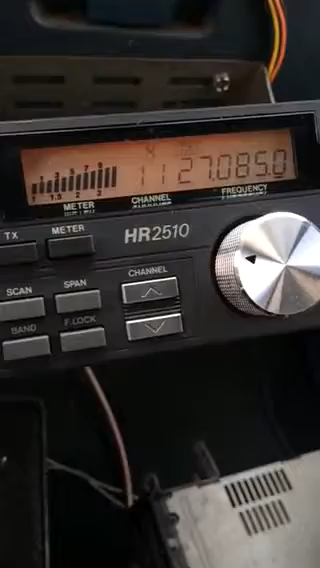 11 27.085.0
METER CHANNEL FREQUENCY
TX METER HR2510
CHANNEL
SCAN SPAN
BAND F.LOCK